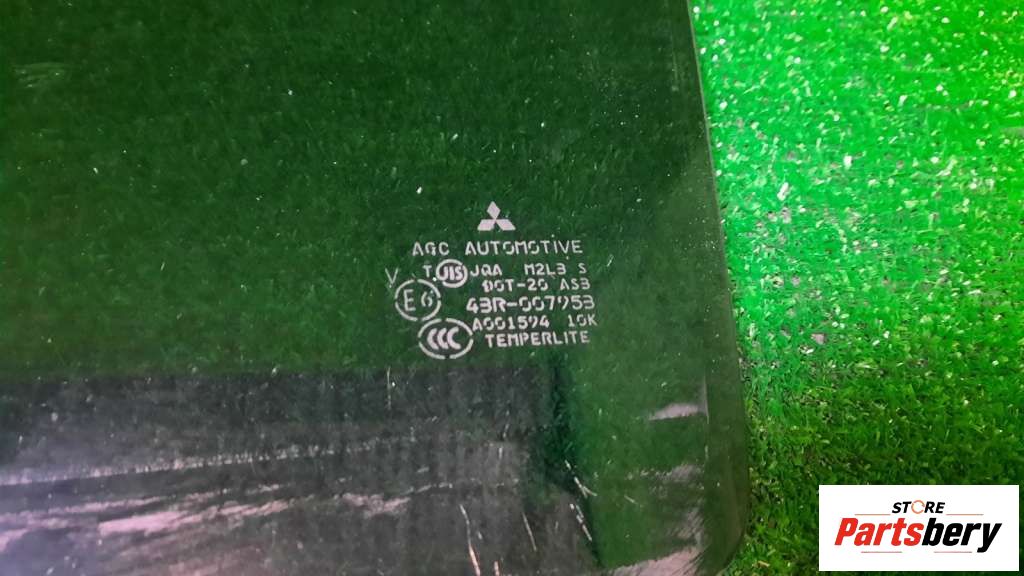 AGC AUTOMOTIVE
T JIS JQA M2L3 S
V
DOT-20 AS3
E6
43R-007953
A001594 10K
CCC TEMPERLITE
STORE
Partsbery